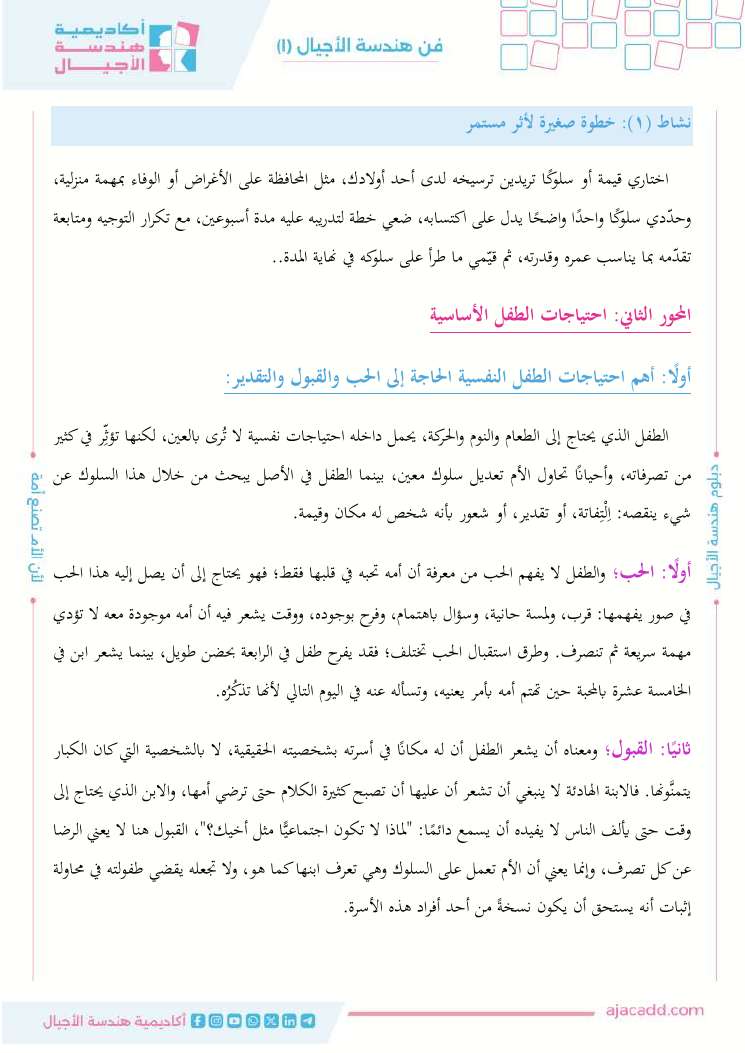 أكاديمية
هندسة
الأجيال
فن هندسة الأجيال (١)
نشاط (١): خطوة صغيرة لأثر مستمر
اختاري قيمة أو سلوكًا تريدين ترسيخه لدى أحد أولادك، مثل المحافظة على الأغراض أو الوفاء بمهمة منزلية،
وحدّدي سلوكًا واحدًا واضحًا يدل على اكتسابه، ضعي خطة لتدريبه عليه مدة أسبوعين، مع تكرار التوجيه ومتابعة
تقدّمه بما يناسب عمره وقدرته، ثم قيّمي ما طرأ على سلوكه في نهاية المدة..
المحور الثاني: احتياجات الطفل الأساسية
أولًا: أهم احتياجات الطفل النفسية الحاجة إلى الحب والقبول والتقدير:
الطفل الذي يحتاج إلى الطعام والنوم والحركة، يحمل داخله احتياجات نفسية لا تُرى بالعين، لكنها تؤثِّر في كثير
من تصرفاته، وأحيانًا تحاول الأم تعديل سلوك معين، بينما الطفل في الأصل يبحث من خلال هذا السلوك عن
شيء ينقصه: اِلْتِفاتة، أو تقدير، أو شعور بأنه شخص له مكان وقيمة.
أولًا: الحب؛ والطفل لا يفهم الحب من معرفة أن أمه تحبه في قلبها فقط؛ فهو يحتاج إلى أن يصل إليه هذا الحب
في صور يفهمها: قرب، ولمسة حانية، وسؤال باهتمام، وفرح بوجوده، ووقت يشعر فيه أن أمه موجودة معه لا تؤدي
مهمة سريعة ثم تنصرف. وطرق استقبال الحب تختلف؛ فقد يفرح طفل في الرابعة بحضن طويل، بينما يشعر ابن في
الخامسة عشرة بالمحبة حين تهتم أمه بأمر يعنيه، وتسأله عنه في اليوم التالي لأنها تذكُرُه.
ثانيًا: القبول؛ ومعناه أن يشعر الطفل أن له مكانًا في أسرته بشخصيته الحقيقية، لا بالشخصية التي كان الكبار
يتمنَّونها. فالابنة الهادئة لا ينبغي أن تشعر أن عليها أن تصبح كثيرة الكلام حتى ترضي أمها، والابن الذي يحتاج إلى
وقت حتى يألف الناس لا يفيده أن يسمع دائمًا: "لماذا لا تكون اجتماعيًّا مثل أخيك؟"، القبول هنا لا يعني الرضا
عن كل تصرف، وإنما يعني أن الأم تعمل على السلوك وهي تعرف ابنها كما هو، ولا تجعله يقضي طفولته في محاولة
إثبات أنه يستحق أن يكون نسخةً من أحد أفراد هذه الأسرة.
دبلوم هندسة الأجيال
لأن الأم تصنع أمة
أكاديمية هندسة الأجيال
ajacadd.com